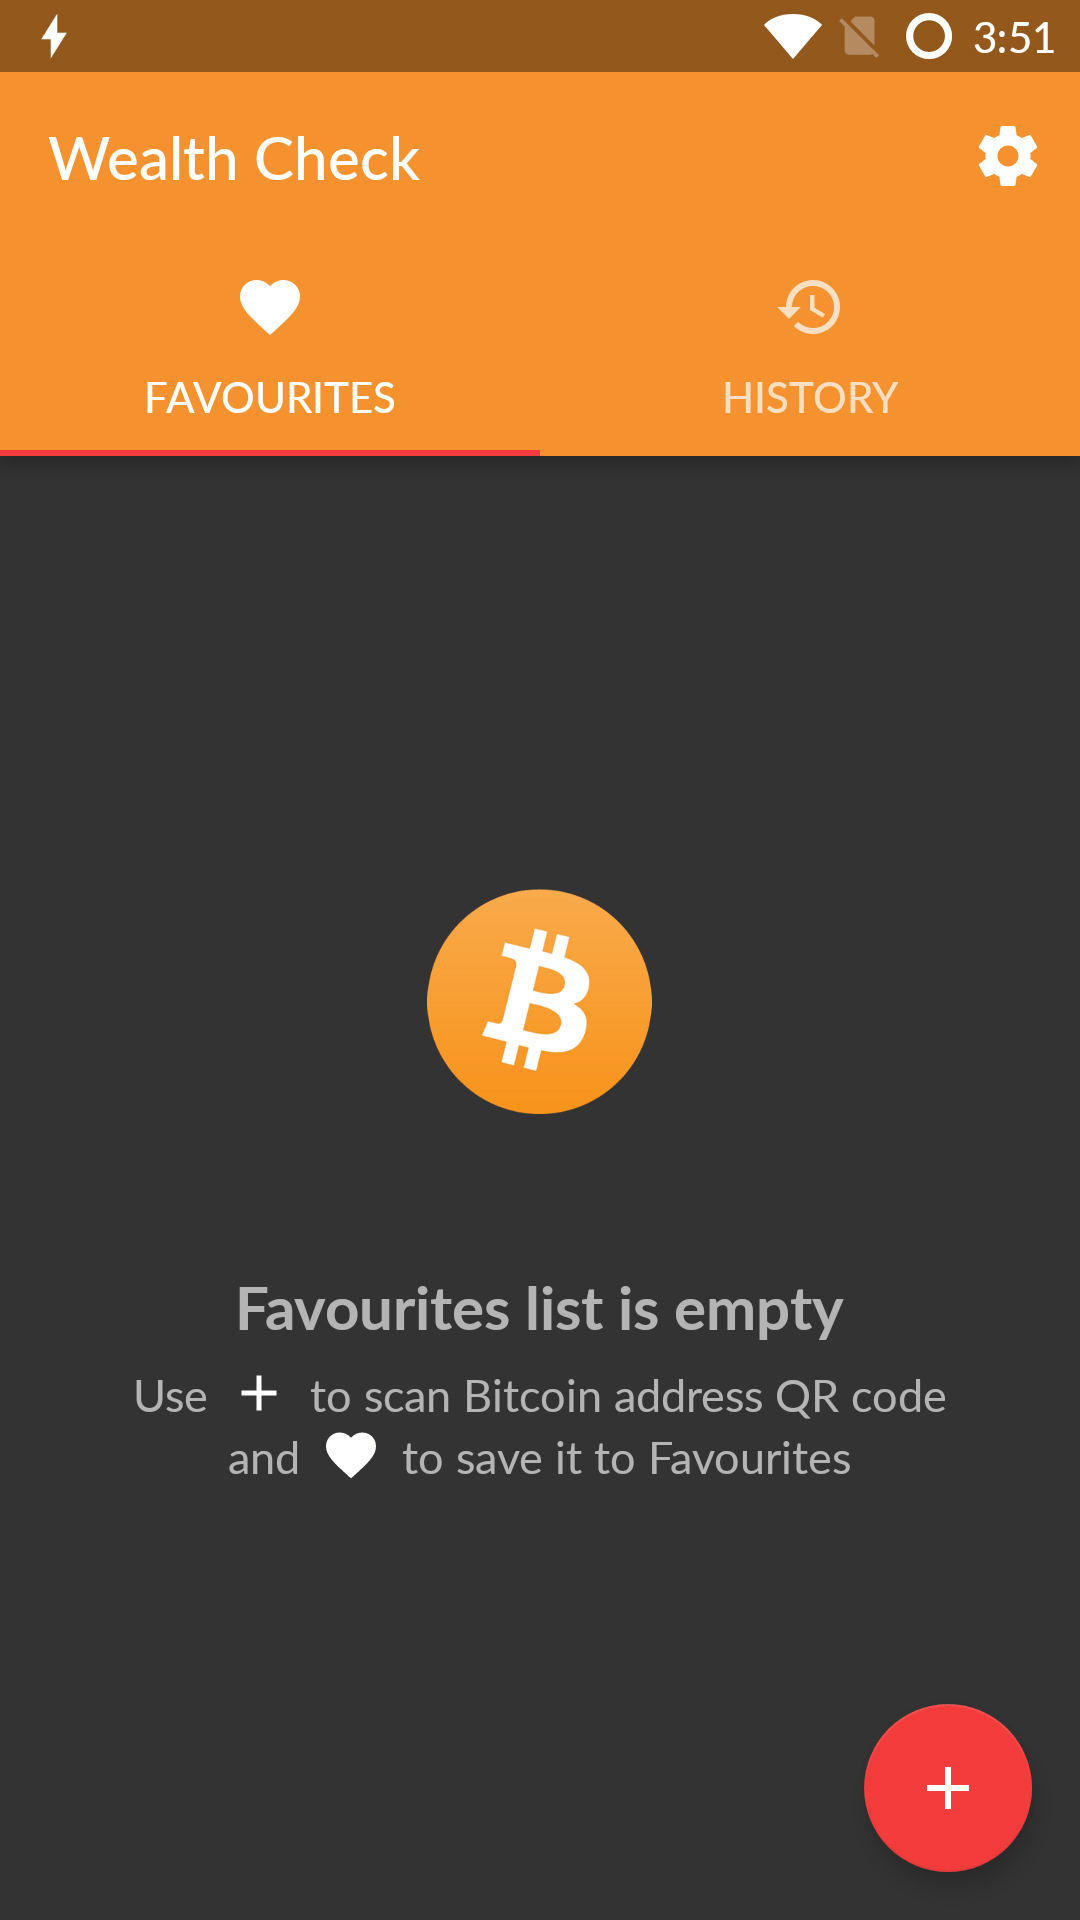 3:51
Wealth Check
FAVOURITES
HISTORY
Favourites list is empty
Use + to scan Bitcoin address QR code
and to save it to Favourites